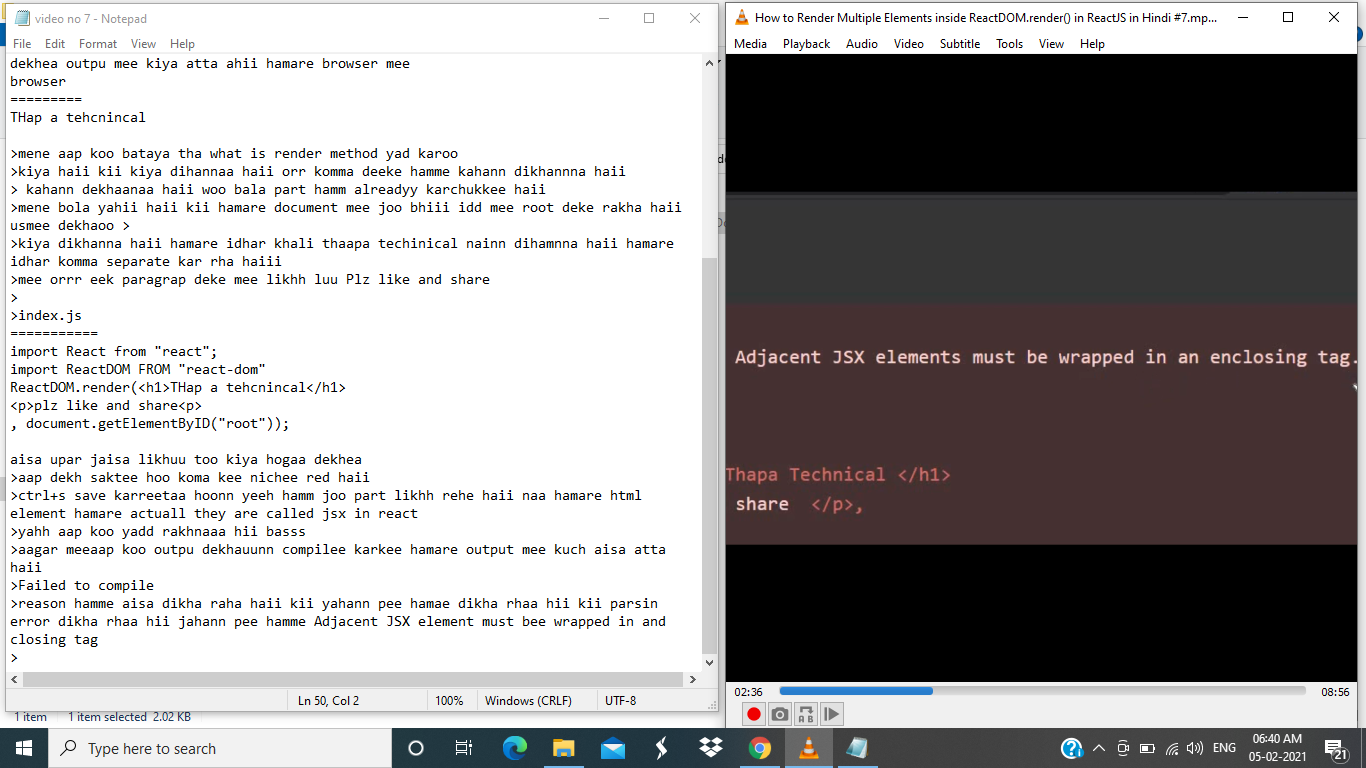 video no 7 - Notepad
File Edit Format View Help
dekhea outpu mee kiya atta ahii hamare browser mee
browser
=========
THap a tehcnincal
>mene aap koo bataya tha what is render method yad karoo
>kiya haii kii kiya dihannaa haii orr komma deeke hamme kahann dikhannna haii
> kahann dekhaanaa haii woo bala part hamm alreadyy karchukkee haii
>mene bola yahii haii kii hamare document mee joo bhiii idd mee root deke rakha haii
usmee dekhaoo >
>kiya dikhanna haii hamare idhar khali thaapa techinical nainn dihamnna haii hamare
idhar komma separate kar rha haiii
>mee orrr eek paragrap deke mee likhh luu Plz like and share
>
>index.js
===========
import React from "react";
import ReactDOM FROM "react-dom"
ReactDOM.render(<h1>THap a tehcnincal</h1>
<p>plz like and share<p>
, document.getElementByID("root"));
aisa upar jaisa likhuu too kiya hogaa dekhea
>aap dekh saktee hoo koma kee nichee red haii
>ctrl+s save karreetaa hoonn yeeh hamm joo part likhh rehe haii naa hamare html
element hamare actuall they are called jsx in react
>yahh aap koo yadd rakhnaaa hii basss
>aagar meeaap koo outpu dekhauunn compilee karkee hamare output mee kuch aisa atta
haii
>Failed to compile
>reason hamme aisa dikha raha haii kii yahann pee hamae dikha rhaa hii kii parsin
error dikha rhaa hii jahann pee hamme Adjacent JSX element must bee wrapped in and
closing tag
>
Ln 50, Col 2 100% Windows (CRLF) UTF-8
1 item 1 item selected 2.02 KB
How to Render Multiple Elements inside ReactDOM.render() in ReactJS in Hindi #7.mp...
Media Playback Audio Video Subtitle Tools View Help
Adjacent JSX elements must be wrapped in an enclosing tag.
Thapa Technical </h1>
share </p>,
02:36 08:56
A B
Type here to search
ENG
06:40 AM
05-02-2021
21